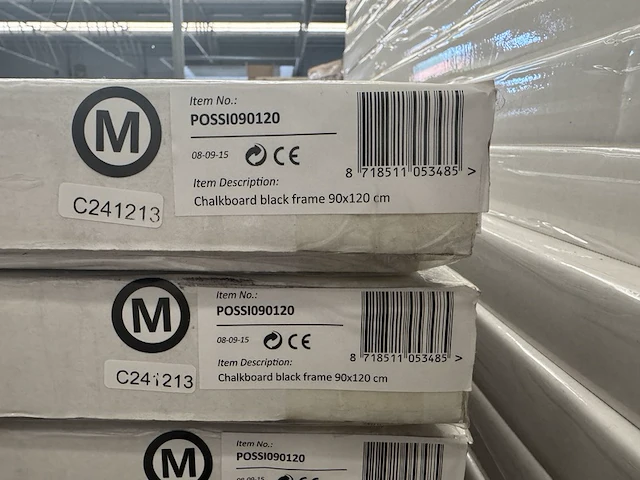 M
Item No.:
POSSI090120
08-09-15 CE
Item Description:
Chalkboard black frame 90x120 cm
8 718511 053485 >
C241213
M
Item No.:
POSSI090120
08-09-15 CE
Item Description:
Chalkboard black frame 90x120 cm
8 718511 053485 >
C241213
M
Item No.:
POSSI090120